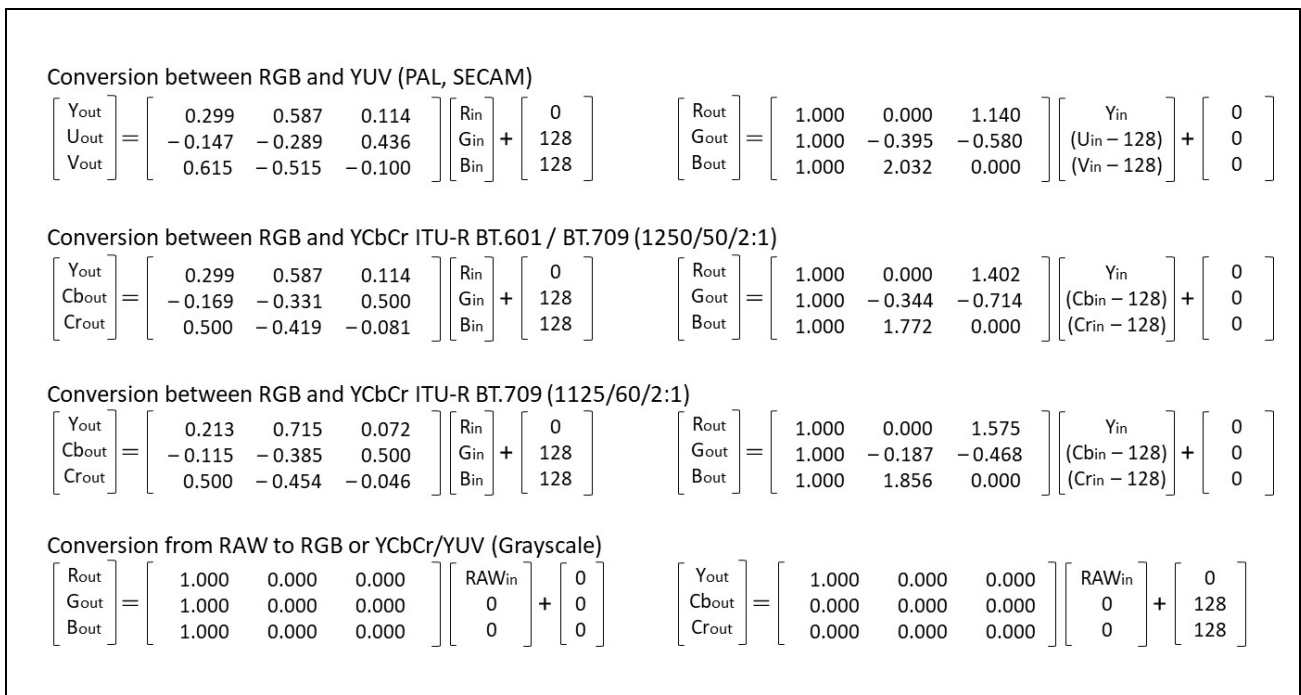 Conversion between RGB and YUV (PAL, SECAM)
Yout = 0.299 0.587 0.114 Rin + 0 Rout = 1.000 0.000 1.140 Yin + 0
Uout − 0.147 − 0.289 0.436 Gin 128 Gout 1.000 − 0.395 − 0.580 (Uin − 128) 0
Vout 0.615 − 0.515 − 0.100 Bin 128 Bout 1.000 2.032 0.000 (Vin − 128) 0
Conversion between RGB and YCbCr ITU-R BT.601 / BT.709 (1250/50/2:1)
Yout = 0.299 0.587 0.114 Rin + 0 Rout = 1.000 0.000 1.402 Yin + 0
Cbout − 0.169 − 0.331 0.500 Gin 128 Gout 1.000 − 0.344 − 0.714 (Cbin − 128) 0
Crout 0.500 − 0.419 − 0.081 Bin 128 Bout 1.000 1.772 0.000 (Crin − 128) 0
Conversion between RGB and YCbCr ITU-R BT.709 (1125/60/2:1)
Yout = 0.213 0.715 0.072 Rin + 0 Rout = 1.000 0.000 1.575 Yin + 0
Cbout − 0.115 − 0.385 0.500 Gin 128 Gout 1.000 − 0.187 − 0.468 (Cbin − 128) 0
Crout 0.500 − 0.454 − 0.046 Bin 128 Bout 1.000 1.856 0.000 (Crin − 128) 0
Conversion from RAW to RGB or YCbCr/YUV (Grayscale)
Rout = 1.000 0.000 0.000 RAWin + 0 Yout = 1.000 0.000 0.000 RAWin + 0
Gout 1.000 0.000 0.000 0 0 Cbout 0.000 0.000 0.000 0 128
Bout 1.000 0.000 0.000 0 0 Crout 0.000 0.000 0.000 0 128